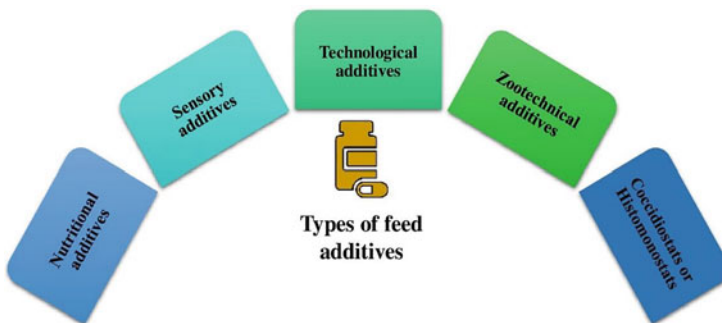 Nutritional
additives
Sensory
additives
Technological
additives
Zootechnical
additives
Coccidiostats or
Histomonostats
Types of feed
additives